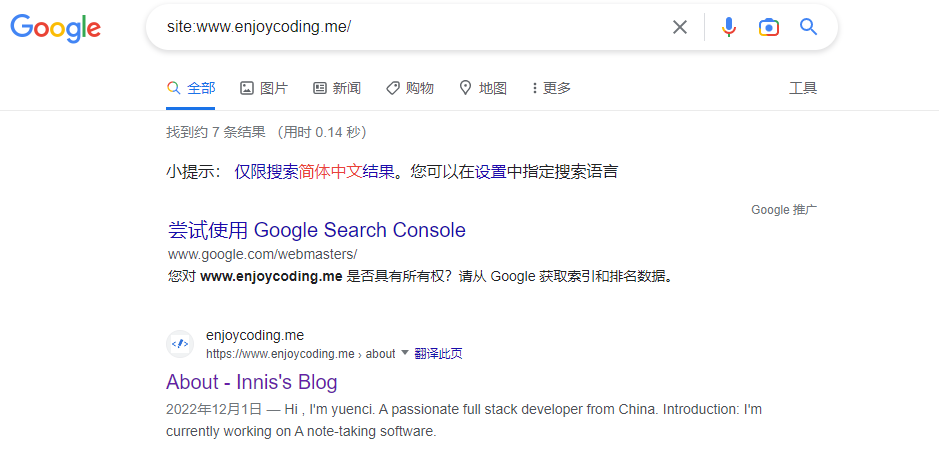 Google
site:www.enjoycoding.me/
全部 图片 新闻 购物 地图 更多 工具
找到约 7 条结果 （用时 0.14 秒）
小提示： 仅限搜索简体中文结果。您可以在设置中指定搜索语言
Google 推广
尝试使用 Google Search Console
www.google.com/webmasters/
您对 www.enjoycoding.me 是否具有所有权？请从 Google 获取索引和排名数据。
enjoycoding.me
https://www.enjoycoding.me › about 翻译此页
About - Innis's Blog
2022年12月1日 — Hi , I'm yuenci. A passionate full stack developer from China. Introduction: I'm
currently working on A note-taking software.